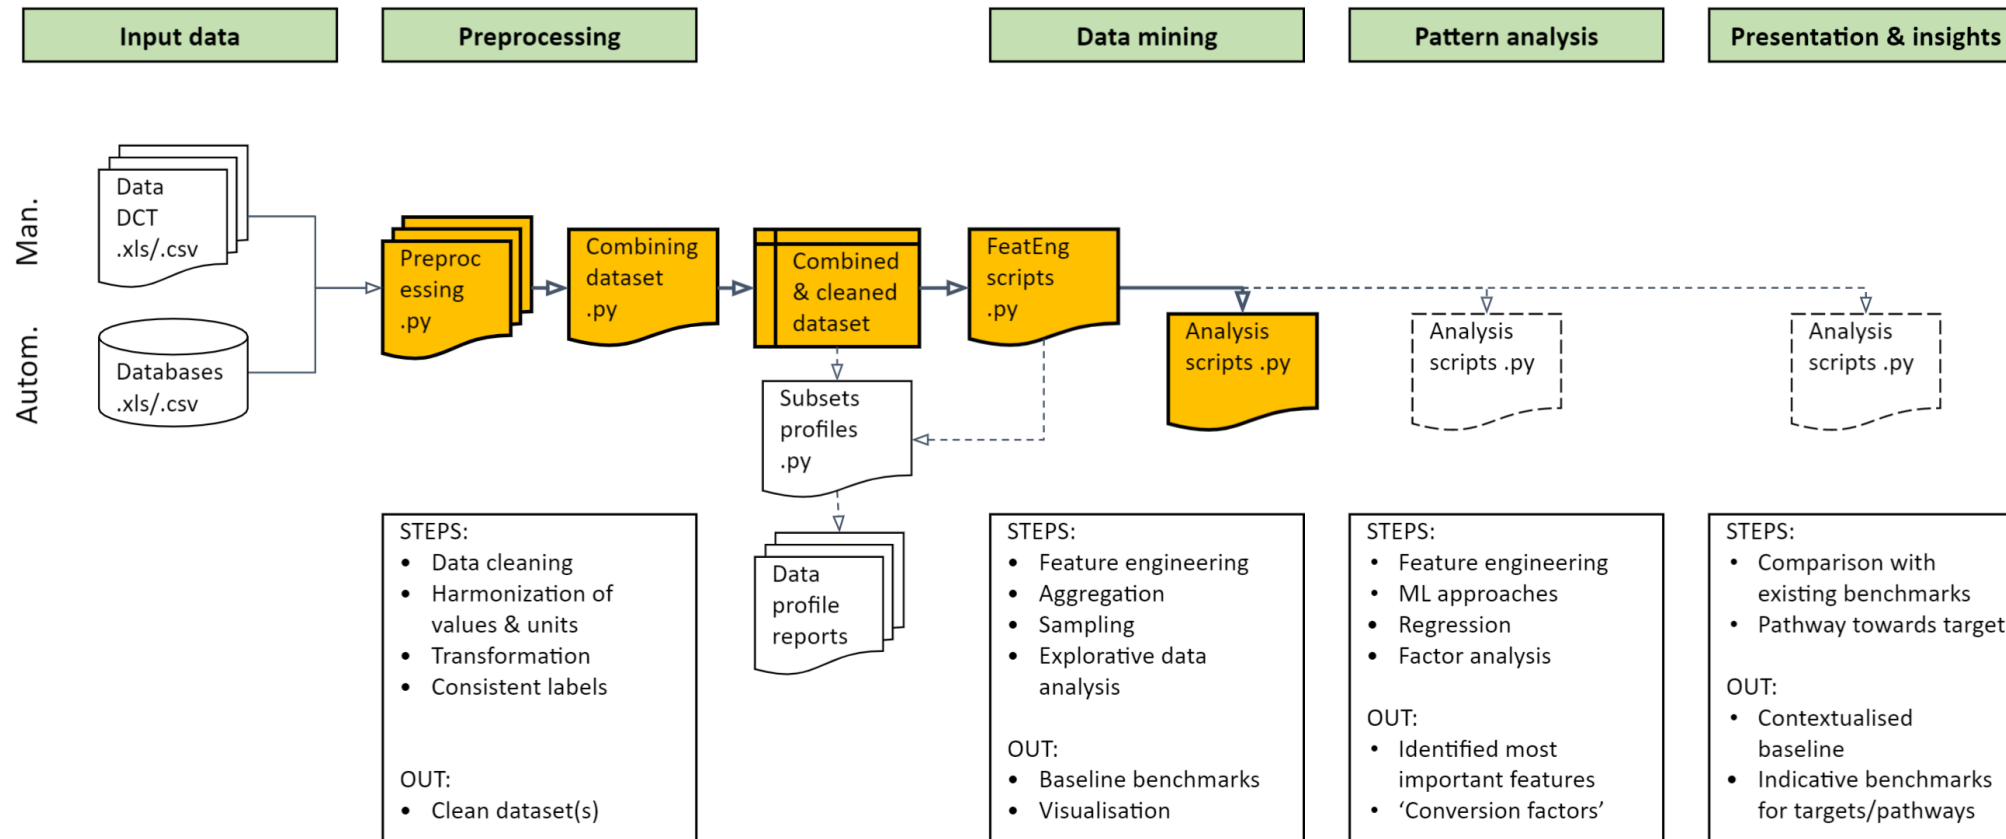 Input data
Preprocessing
Data mining
Pattern analysis
Presentation & insights
Man.
Autom.
Data
DCT
.xls/.csv
Databases
.xls/.csv
Preproc
essing
.py
Combining
dataset
.py
Combined
& cleaned
dataset
FeatEng
scripts
.py
Analysis
scripts .py
Analysis
scripts .py
Analysis
scripts .py
Subsets
profiles
.py
Data
profile
reports
STEPS:
• Data cleaning
• Harmonization of
values & units
• Transformation
• Consistent labels
OUT:
• Clean dataset(s)
STEPS:
• Feature engineering
• Aggregation
• Sampling
• Explorative data
analysis
OUT:
• Baseline benchmarks
• Visualisation
STEPS:
• Feature engineering
• ML approaches
• Regression
• Factor analysis
OUT:
• Identified most
important features
• ‘Conversion factors’
STEPS:
• Comparison with
existing benchmarks
• Pathway towards target
OUT:
• Contextualised
baseline
• Indicative benchmarks
for targets/pathways